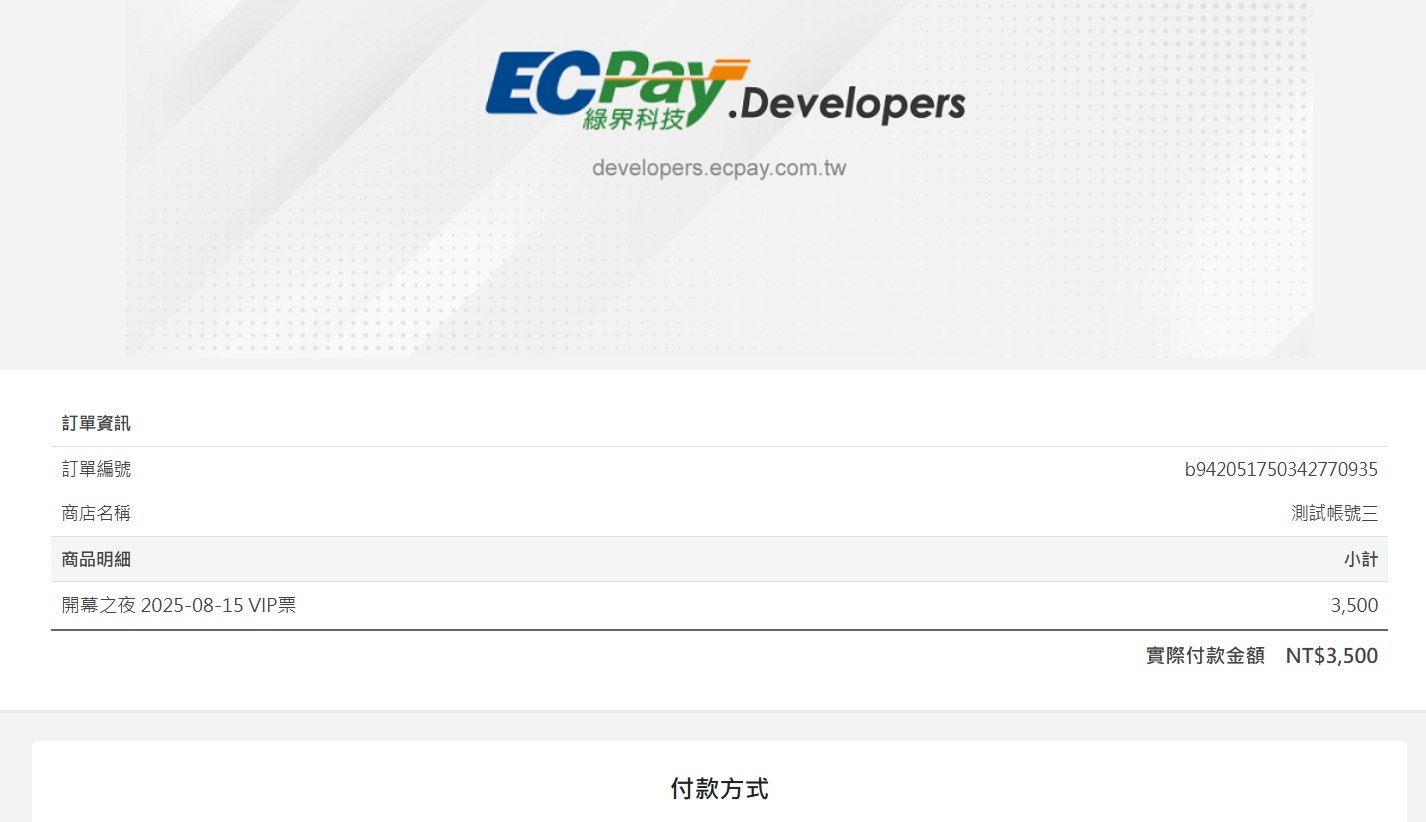 ECPay.Developers
綠界科技
developers.ecpay.com.tw
訂單資訊
訂單編號 b942051750342770935
商店名稱 測試帳號三
商品明細 小計
開幕之夜 2025-08-15 VIP票 3,500
實際付款金額 NT$3,500
付款方式